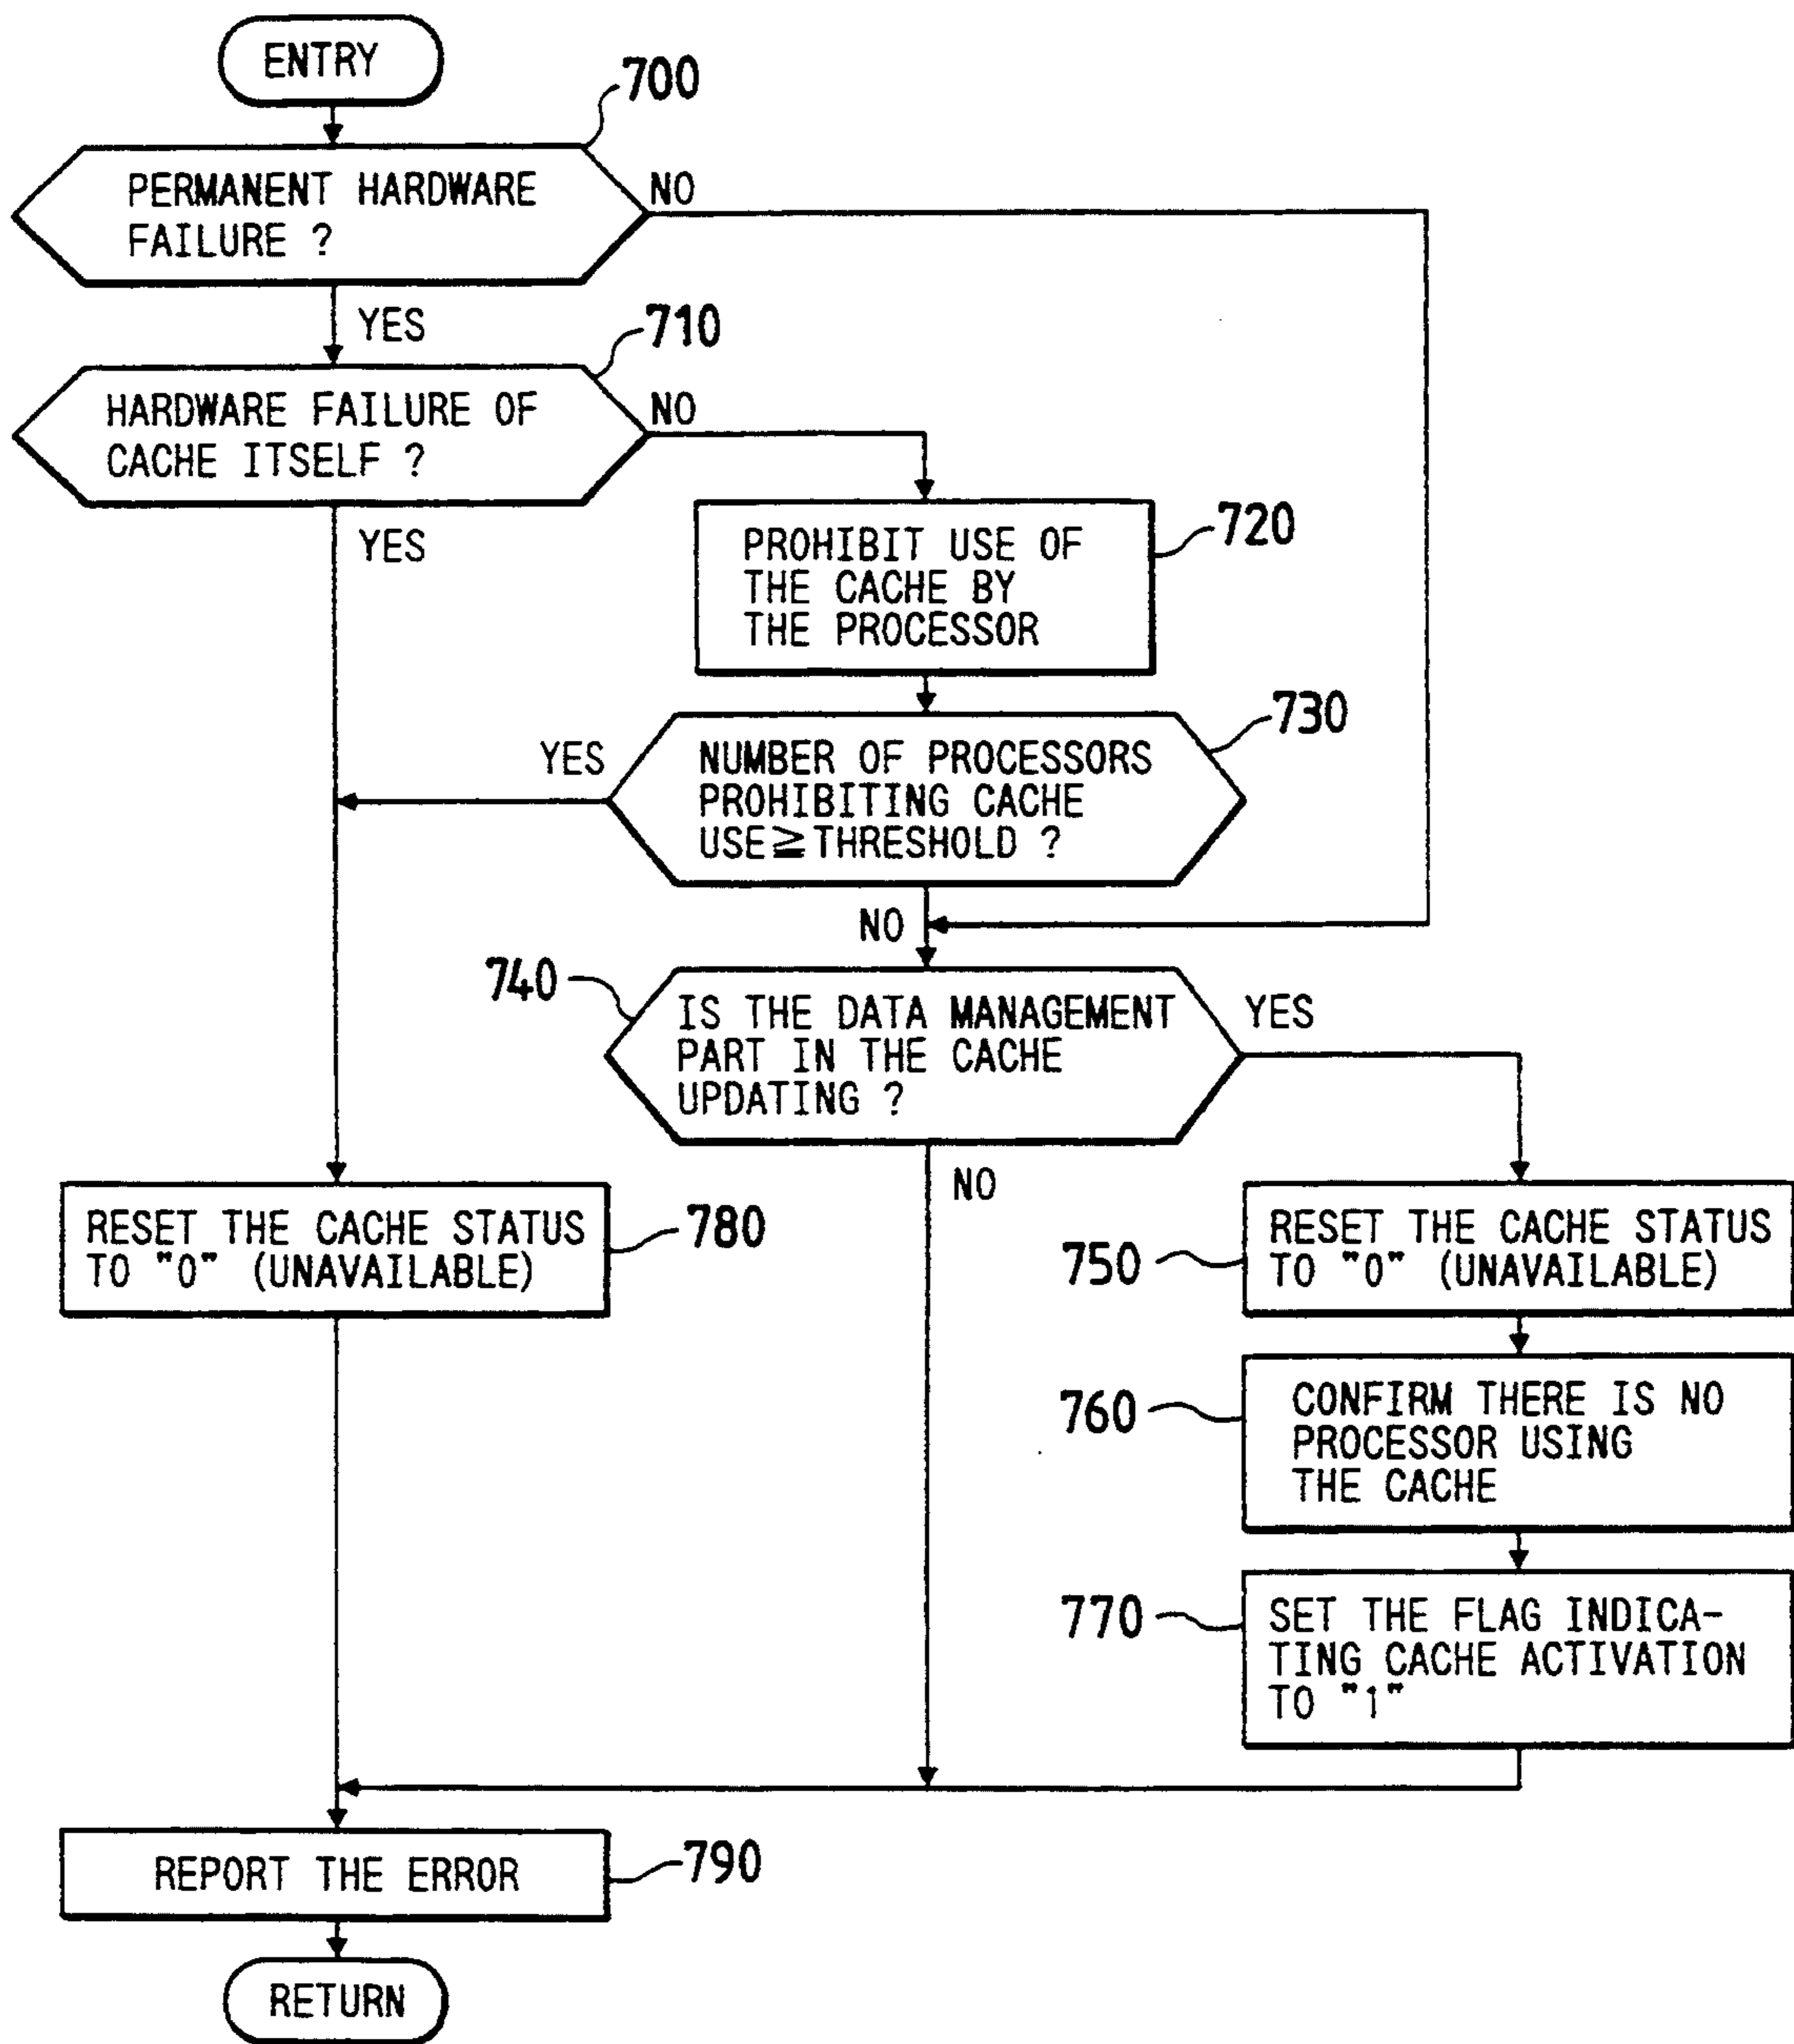 ENTRY
700
PERMANENT HARDWARE
FAILURE ?
NO
YES
710
HARDWARE FAILURE OF
CACHE ITSELF ?
NO
YES
720
PROHIBIT USE OF
THE CACHE BY
THE PROCESSOR
730
YES
NUMBER OF PROCESSORS
PROHIBITING CACHE
USE≧THRESHOLD ?
NO
740
IS THE DATA MANAGEMENT
PART IN THE CACHE
UPDATING ?
YES
NO
RESET THE CACHE STATUS
TO "0" (UNAVAILABLE)
780
750
RESET THE CACHE STATUS
TO "0" (UNAVAILABLE)
760
CONFIRM THERE IS NO
PROCESSOR USING
THE CACHE
770
SET THE FLAG INDICA-
TING CACHE ACTIVATION
TO "1"
REPORT THE ERROR
790
RETURN